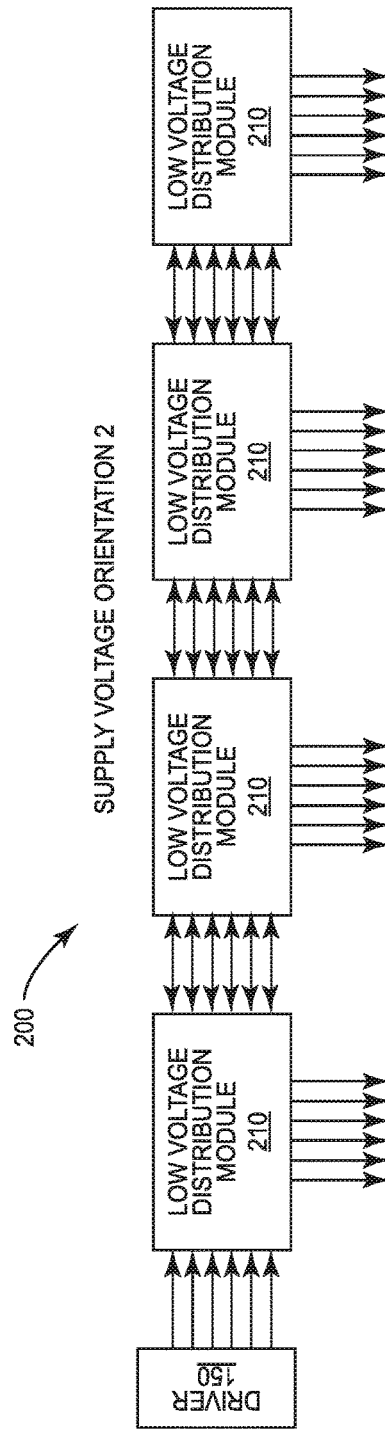 SUPPLY VOLTAGE ORIENTATION 2
200
DRIVER
150
LOW VOLTAGE
DISTRIBUTION
MODULE
210
LOW VOLTAGE
DISTRIBUTION
MODULE
210
LOW VOLTAGE
DISTRIBUTION
MODULE
210
LOW VOLTAGE
DISTRIBUTION
MODULE
210